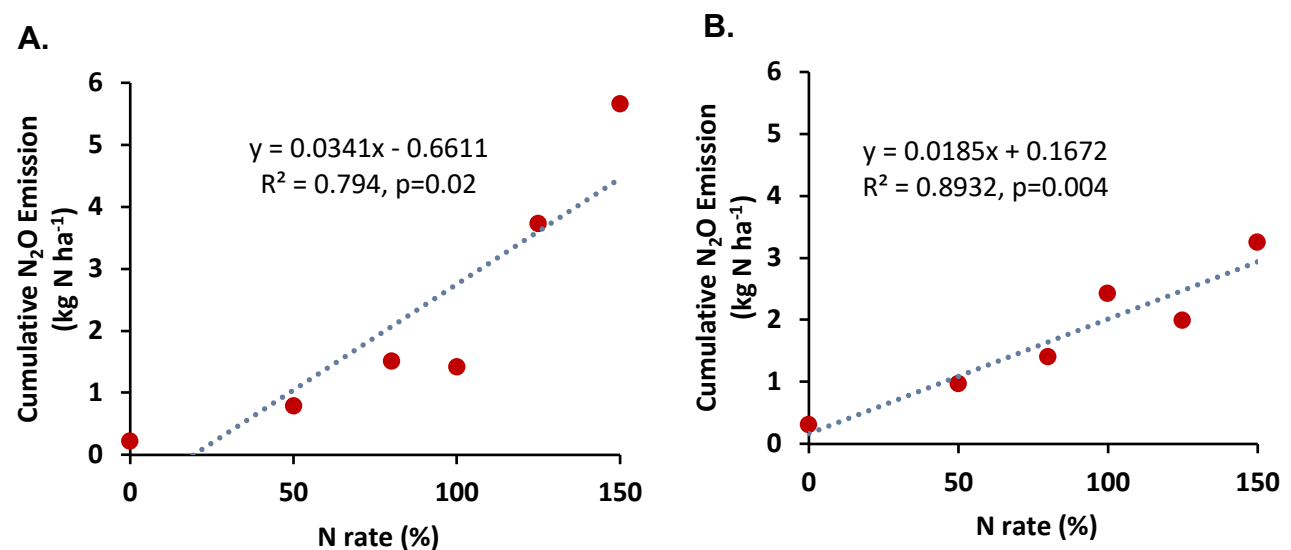 A.
Cumulative N₂O Emission
(kg N ha⁻¹)
6
5
4
3
2
1
0
y = 0.0341x - 0.6611
R² = 0.794, p=0.02
0 50 100 150
N rate (%)
B.
Cumulative N₂O Emission
(kg N ha⁻¹)
6
5
4
3
2
1
0
y = 0.0185x + 0.1672
R² = 0.8932, p=0.004
0 50 100 150
N rate (%)